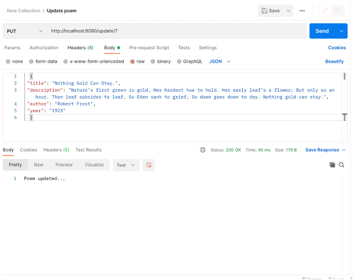 New Collection / Update poem
Save
PUT
http://localhost:8080/update/7
Send
Params
Authorization
Headers (8)
Body
Pre-request Script
Tests
Settings
Cookies
none
form-data
x-www-form-urlencoded
raw
binary
GraphQL
JSON
Beautify
1 {
2 "title": "Nothing Gold Can Stay.",
3 "description": "Nature's first green is gold, Her hardest hue to hold. Her early leaf's a flower; But only so an
hour. Then leaf subsides to leaf. So Eden sank to grief, So dawn goes down to day. Nothing gold can stay.",
4 "author": "Robert Frost",
5 "year": "1923"
6 }
Body
Cookies
Headers (5)
Test Results
Status: 200 OK
Time: 45 ms
Size: 179 B
Save Response
Pretty
Raw
Preview
Visualize
Text
1 Poem updated...